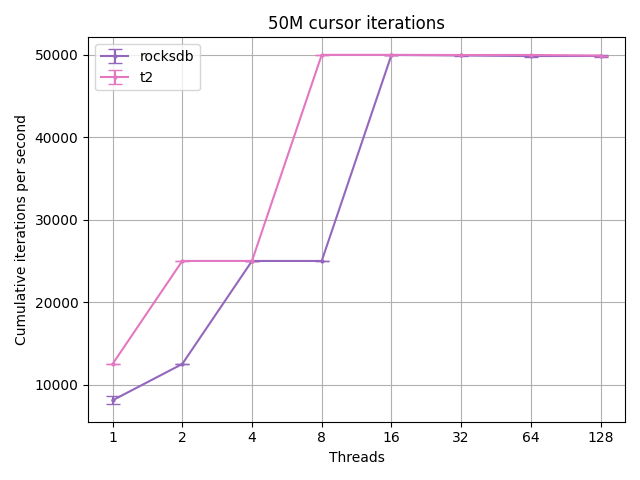 50M cursor iterations
rocksdb
t2
Cumulative iterations per second
50000
40000
30000
20000
10000
1 2 4 8 16 32 64 128
Threads